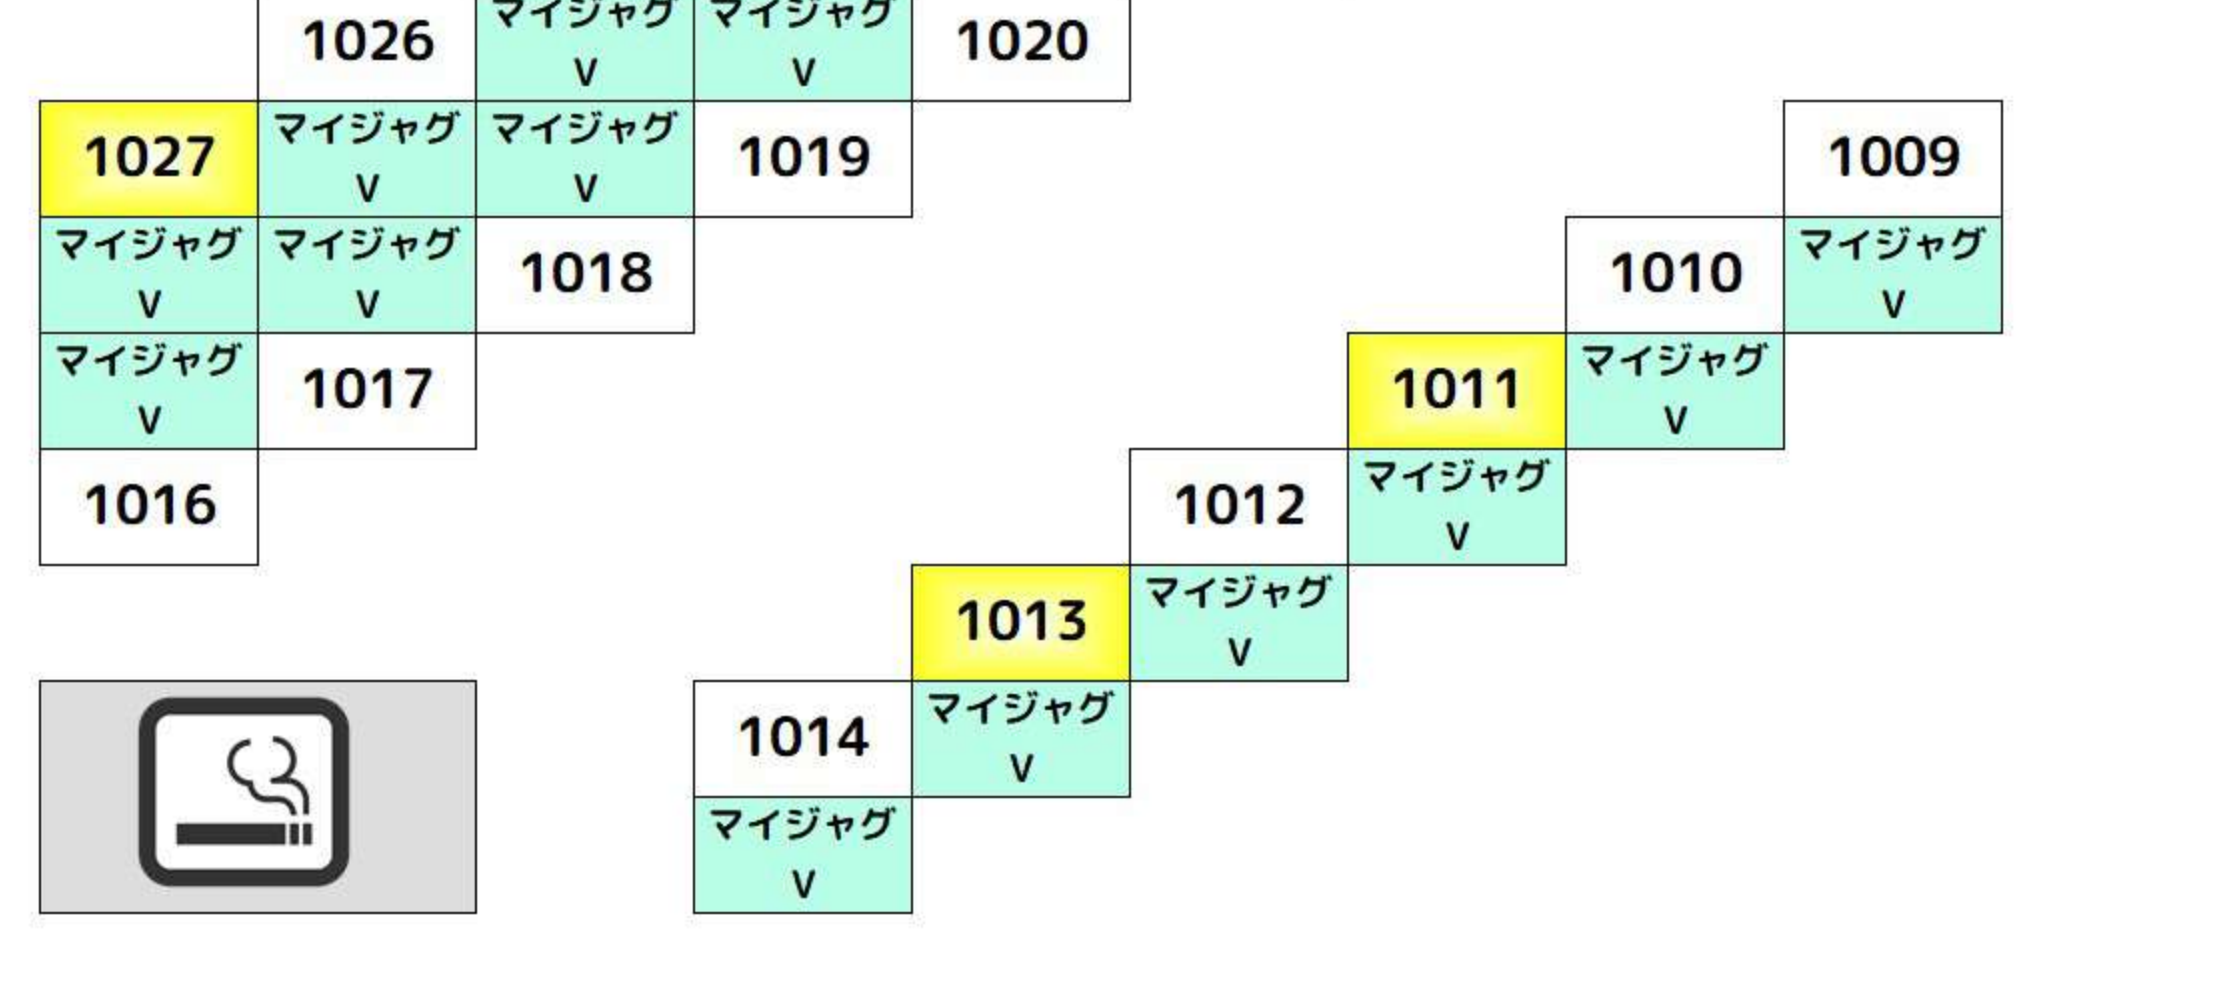 1026 マイジャグ マイジャグ 1020
V V
1027 マイジャグ マイジャグ 1019 1009
V V
マイジャグ マイジャグ 1018 1010 マイジャグ
V V V
マイジャグ 1017 1011 マイジャグ
V V
1016 1012 マイジャグ
V
1013 マイジャグ
V
1014 マイジャグ
V
マイジャグ
V